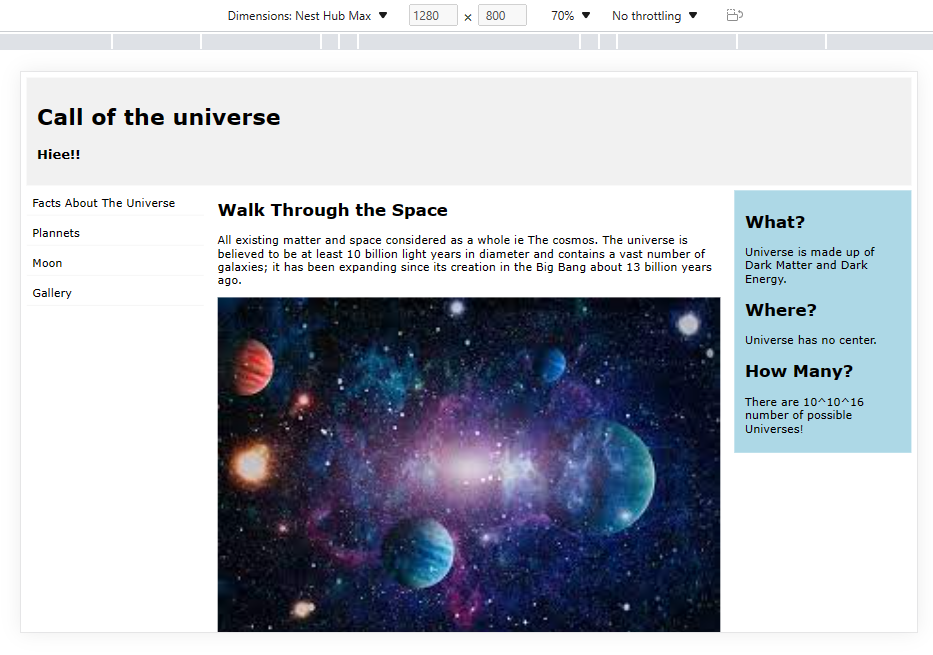 Dimensions: Nest Hub Max ▼ 1280 × 800 70% ▼ No throttling ▼
Call of the universe
Hiee!!
Facts About The Universe
Plannets
Moon
Gallery
Walk Through the Space
All existing matter and space considered as a whole ie The cosmos. The universe is
believed to be at least 10 billion light years in diameter and contains a vast number of
galaxies; it has been expanding since its creation in the Big Bang about 13 billion years
ago.
What?
Universe is made up of
Dark Matter and Dark
Energy.
Where?
Universe has no center.
How Many?
There are 10^10^16
number of possible
Universes!